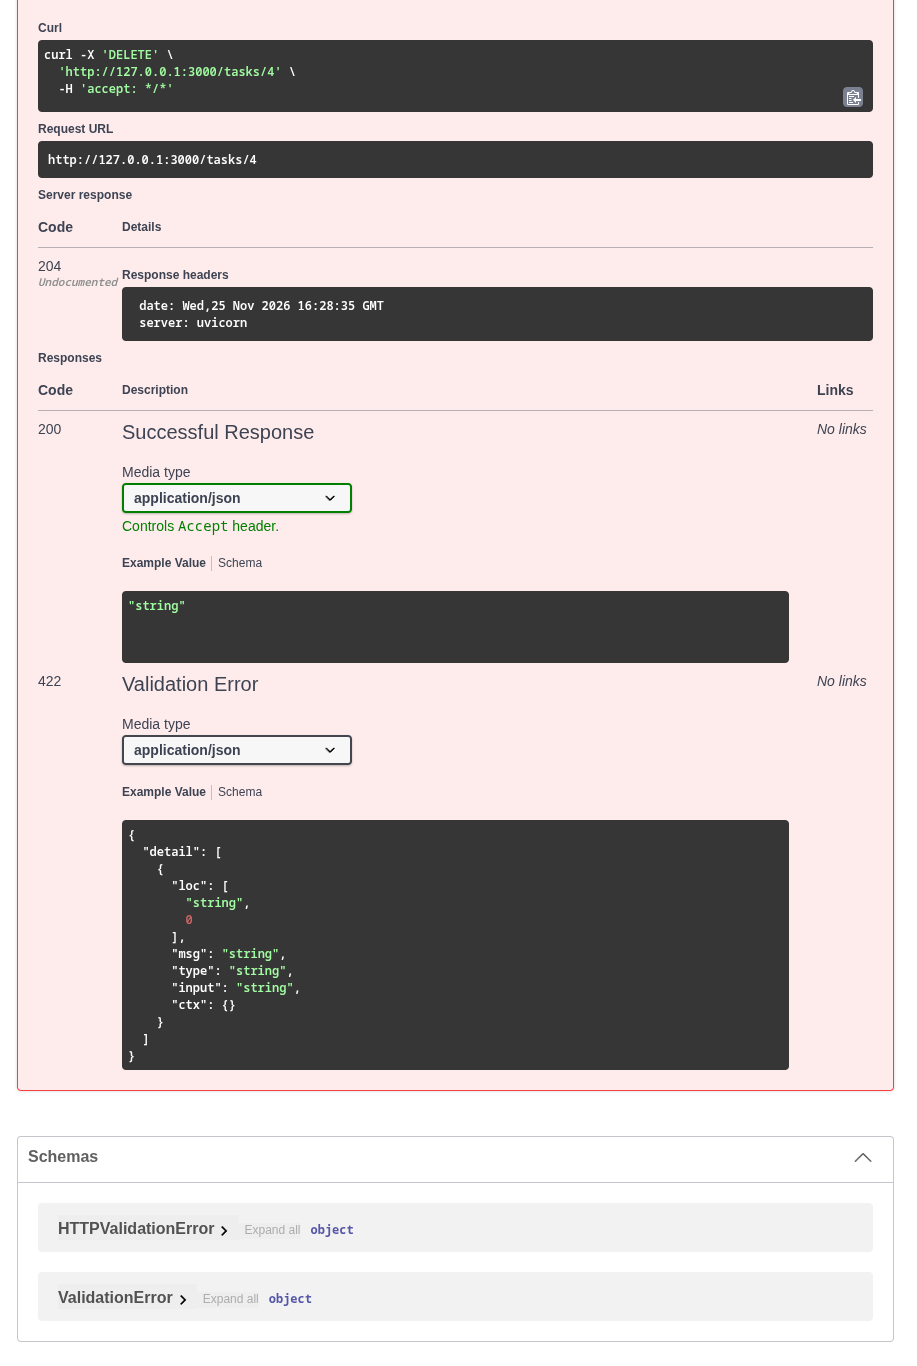 Curl
curl -X 'DELETE' \
'http://127.0.0.1:3000/tasks/4' \
-H 'accept: */*'
Request URL
http://127.0.0.1:3000/tasks/4
Server response
Code Details
204
Undocumented
Response headers
date: Wed,25 Nov 2026 16:28:35 GMT
server: uvicorn
Responses
Code Description Links
200 Successful Response No links
Media type
application/json
Controls Accept header.
Example Value Schema
"string"
422 Validation Error No links
Media type
application/json
Example Value Schema
{
"detail": [
{
"loc": [
"string",
0
],
"msg": "string",
"type": "string",
"input": "string",
"ctx": {}
}
]
}
Schemas
HTTPValidationError Expand all object
ValidationError Expand all object